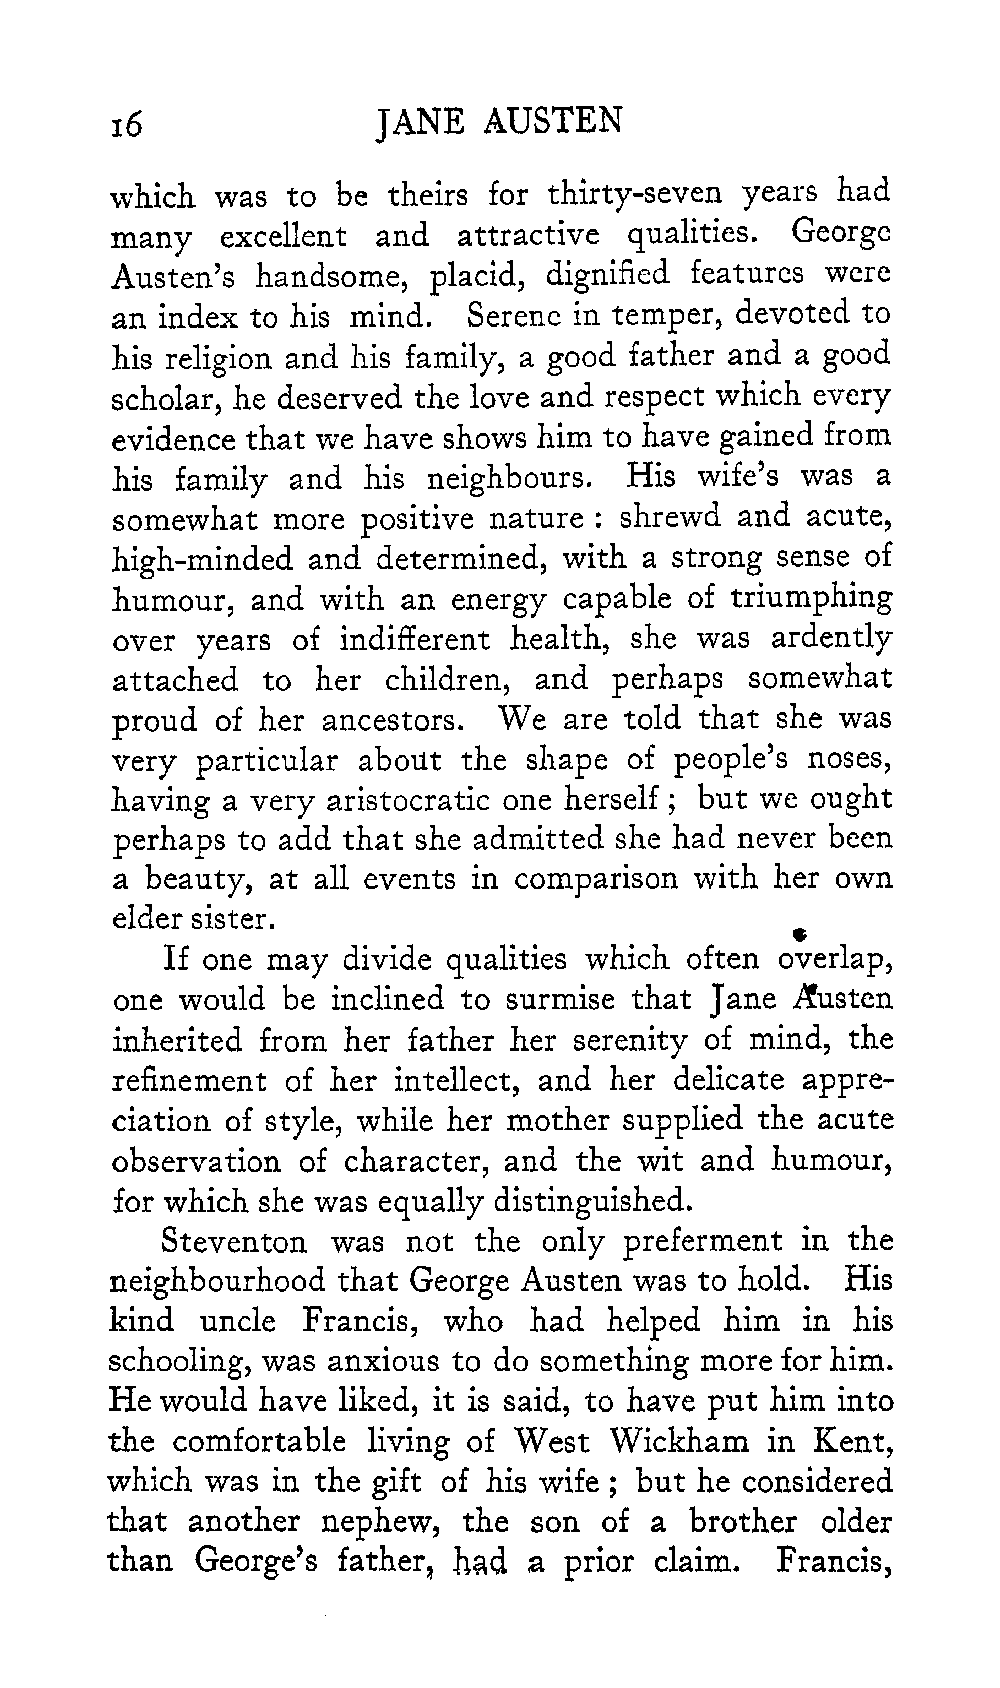 16 JANE AUSTEN
which was to be theirs for thirty-seven years had
many excellent and attractive qualities. George
Austen's handsome, placid, dignified features were
an index to his mind. Serene in temper, devoted to
his religion and his family, a good father and a good
scholar, he deserved the love and respect which every
evidence that we have shows him to have gained from
his family and his neighbours. His wife's was a
somewhat more positive nature : shrewd and acute,
high-minded and determined, with a strong sense of
humour, and with an energy capable of triumphing
over years of indifferent health, she was ardently
attached to her children, and perhaps somewhat
proud of her ancestors. We are told that she was
very particular about the shape of people's noses,
having a very aristocratic one herself ; but we ought
perhaps to add that she admitted she had never been
a beauty, at all events in comparison with her own
elder sister.
If one may divide qualities which often overlap,
one would be inclined to surmise that Jane Austen
inherited from her father her serenity of mind, the
refinement of her intellect, and her delicate appre-
ciation of style, while her mother supplied the acute
observation of character, and the wit and humour,
for which she was equally distinguished.
Steventon was not the only preferment in the
neighbourhood that George Austen was to hold. His
kind uncle Francis, who had helped him in his
schooling, was anxious to do something more for him.
He would have liked, it is said, to have put him into
the comfortable living of West Wickham in Kent,
which was in the gift of his wife ; but he considered
that another nephew, the son of a brother older
than George's father, had a prior claim. Francis,